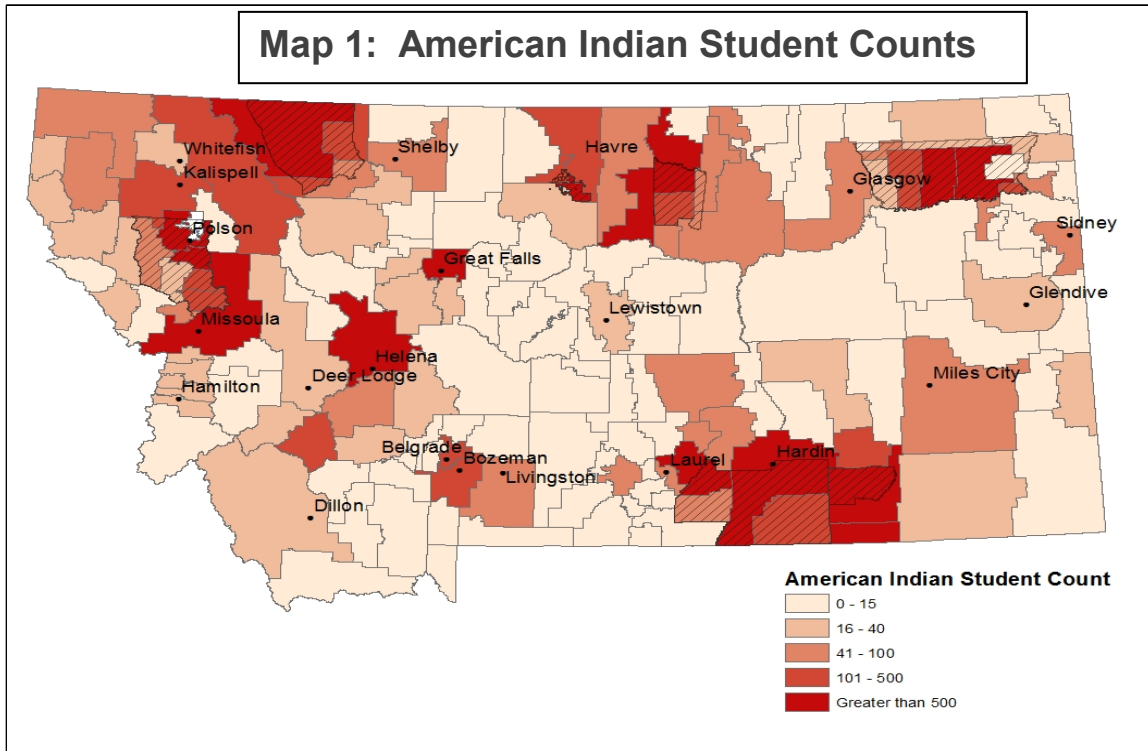 Map 1: American Indian Student Counts
Whitefish
Kalispell
Shelby
Havre
Glasgow
Polson
Sidney
Great Falls
Glendive
Lewistown
Missoula
Helena
Deer Lodge
Miles City
Hamilton
Belgrade
Bozeman
Livingston
Laurel
Hardin
Dillon
American Indian Student Count
0 - 15
16 - 40
41 - 100
101 - 500
Greater than 500